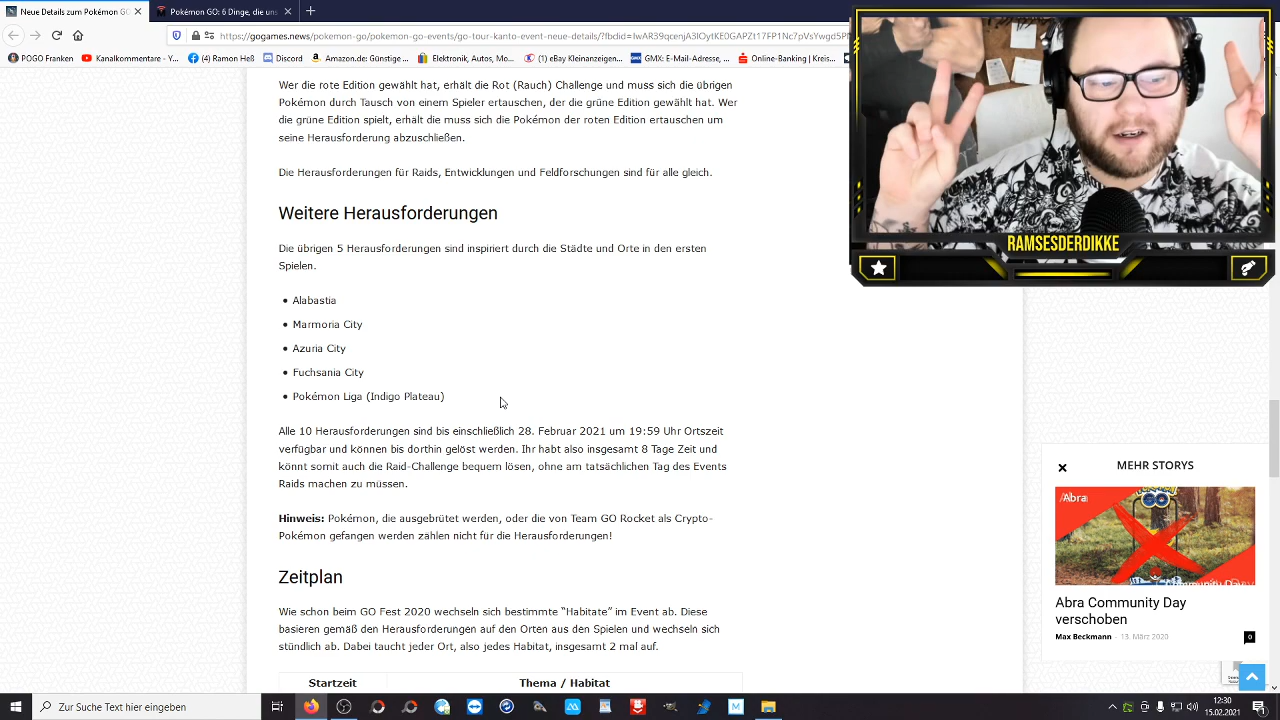 Neue Details zum Pokémon GO
Pokémon GO: 6 Dinge, die uns
https://gogames.news/pokemon-go/pokemon-go-events/go-tour-kanto-event-neue-details/?fbclid=IwAR39qcenjA3IOytKE0GAPZt17FP1Nc7pVsYwgd5P
POGO Franken
Kanalkommentare - Y...
(4) Ramon Heß
Discord
Amazon.de: Günstige ...
Elektronik, Autos, Mo...
(1) eBay Kleinanzeigen...
GMX: E-Mail-Adresse, ...
Online-Banking | Kreis...
Wer die rote Edition gewählt hat, erhält die Rot (Rauch) Challenge und muss sich die übrigen
Pokémon durch Tausch von einem Spieler ertauschen, der die grüne Edition gewählt hat. Wer
die grüne Edition spielt, erhält die muss sich die Pokémon der roten Edition ertauschen um
seine Herausforderung abzuschließen.
Die Herausforderungen für Raids, Entwicklungen und Feldforschungen sind für alle gleich.
Weitere Herausforderungen
Die übrigen 5 Herausforderungen sind inspiriert durch die Städte und Orte in den ersten
Spielen.
Alabastia
Marmoria City
Azuria City
Fuchsania City
Pokémon Liga (Indigo Plateau)
Alle 10 Herausforderungen sind bis einschließlich 28. Februar 2021 um 19:59 Uhr Ortszeit
verfügbar und können bis dorthin gelöst werden. Ihr habt also insgesamt 8 Tage Zeit und
könnt somit auch die Raid-Challenge bequem lösen, ohne am tatsächlichen Tag des Events
Raids machen zu müssen.
Hinweis: Pokémon, die ausgebrütet werden, oder die von Team GO Rocket als Crypto-
Pokémon gefangen werden zählen nicht für die Herausforderungen!
Zeitplan
Wie schon beim GO Fest 2020 wechseln sich bestimmte “Habitate” im Event ab. Diese
basieren gemäß den Herausforderungen auf den Orten aus den Spielen und wechseln sich
stündlich ab. Dabei taucht jeder Ort, also jedes Habitat, insgesamt 2 mal auf.
Startzeit Thema / Habitat
RAMSESDERDIKKE
MEHR STORYS
Abra
GO
Community Day
Abra Community Day
verschoben
Max Beckmann - 13. März 2020
0
Zur Suche Text hier eingeben
12:30
15.02.2021